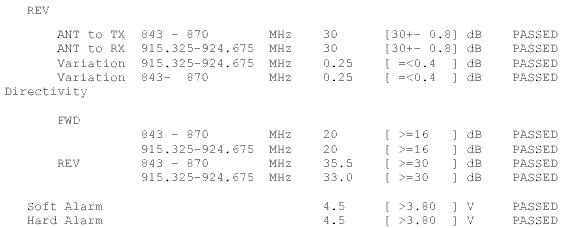 REV
ANT to TX 843 - 870 MHz 30 [30+- 0.8] dB PASSED
ANT to RX 915.325-924.675 MHz 30 [30+- 0.8] dB PASSED
Variation 915.325-924.675 MHz 0.25 [ =<0.4 ] dB PASSED
Variation 843- 870 MHz 0.25 [ =<0.4 ] dB PASSED
Directivity
FWD
843 - 870 MHz 20 [ >=16 ] dB PASSED
915.325-924.675 MHz 20 [ >=16 ] dB PASSED
REV 843 - 870 MHz 35.5 [ >=30 ] dB PASSED
915.325-924.675 MHz 33.0 [ >=30 ] dB PASSED
Soft Alarm 4.5 [ >3.80 ] V PASSED
Hard Alarm 4.5 [ >3.80 ] V PASSED